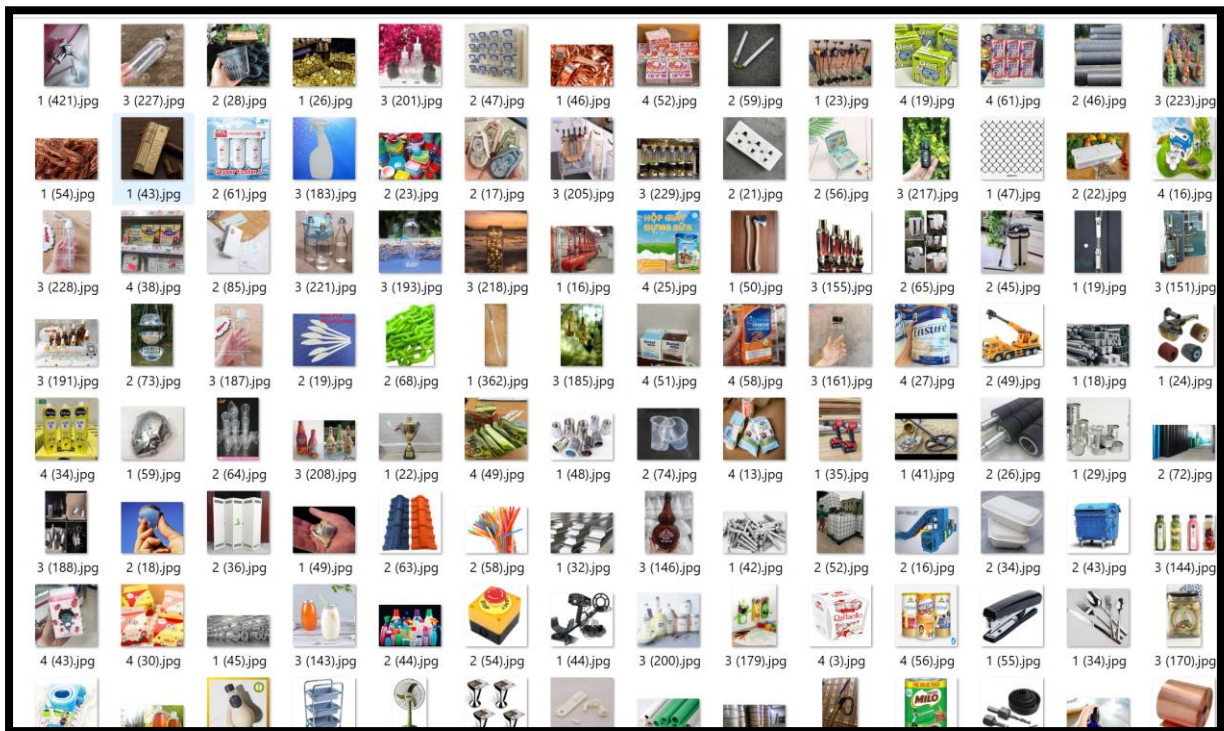 1 (421).jpg 3 (227).jpg 2 (28).jpg 1 (26).jpg 3 (201).jpg 2 (47).jpg 1 (46).jpg 4 (52).jpg 2 (59).jpg 1 (23).jpg 4 (19).jpg 4 (61).jpg 2 (46).jpg 3 (223).jpg
1 (54).jpg 1 (43).jpg 2 (61).jpg 3 (183).jpg 2 (23).jpg 2 (17).jpg 3 (205).jpg 3 (229).jpg 2 (21).jpg 2 (56).jpg 3 (217).jpg 1 (47).jpg 2 (22).jpg 4 (16).jpg
HỘP GIẤY
ĐỰNG SỮA
3 (228).jpg 4 (38).jpg 2 (85).jpg 3 (221).jpg 3 (193).jpg 3 (218).jpg 1 (16).jpg 4 (25).jpg 1 (50).jpg 3 (155).jpg 2 (65).jpg 2 (45).jpg 1 (19).jpg 3 (151).jpg
Ensure
3 (191).jpg 2 (73).jpg 3 (187).jpg 2 (19).jpg 2 (68).jpg 1 (362).jpg 3 (185).jpg 4 (51).jpg 4 (58).jpg 3 (161).jpg 4 (27).jpg 2 (49).jpg 1 (18).jpg 1 (24).jpg
4 (34).jpg 1 (59).jpg 2 (64).jpg 3 (208).jpg 1 (22).jpg 4 (49).jpg 1 (48).jpg 2 (74).jpg 4 (13).jpg 1 (35).jpg 1 (41).jpg 2 (26).jpg 1 (29).jpg 2 (72).jpg
3 (188).jpg 2 (18).jpg 2 (36).jpg 1 (49).jpg 2 (63).jpg 2 (58).jpg 1 (32).jpg 3 (146).jpg 1 (42).jpg 2 (52).jpg 2 (16).jpg 2 (34).jpg 2 (43).jpg 3 (144).jpg
Raffaello
4 (43).jpg 4 (30).jpg 1 (45).jpg 3 (143).jpg 2 (44).jpg 2 (54).jpg 1 (44).jpg 3 (200).jpg 3 (179).jpg 4 (3).jpg 4 (56).jpg 1 (55).jpg 1 (34).jpg 3 (170).jpg
MILO